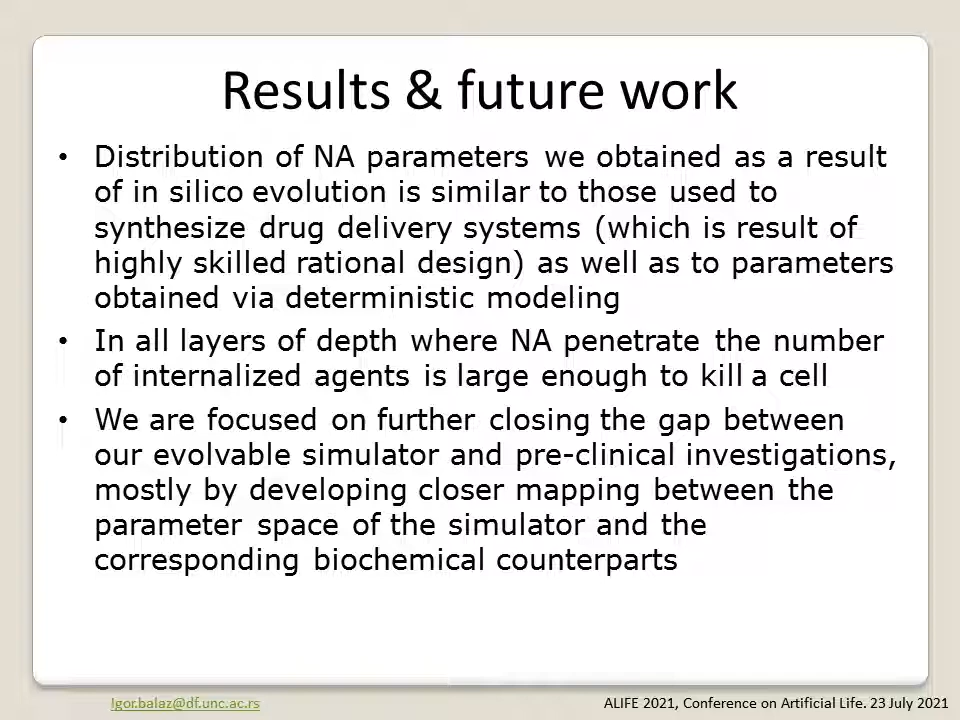 Results & future work
• Distribution of NA parameters we obtained as a result
of in silico evolution is similar to those used to
synthesize drug delivery systems (which is result of
highly skilled rational design) as well as to parameters
obtained via deterministic modeling
• In all layers of depth where NA penetrate the number
of internalized agents is large enough to kill a cell
• We are focused on further closing the gap between
our evolvable simulator and pre-clinical investigations,
mostly by developing closer mapping between the
parameter space of the simulator and the
corresponding biochemical counterparts
Igor.balaz@df.unc.ac.rs
ALIFE 2021, Conference on Artificial Life. 23 July 2021